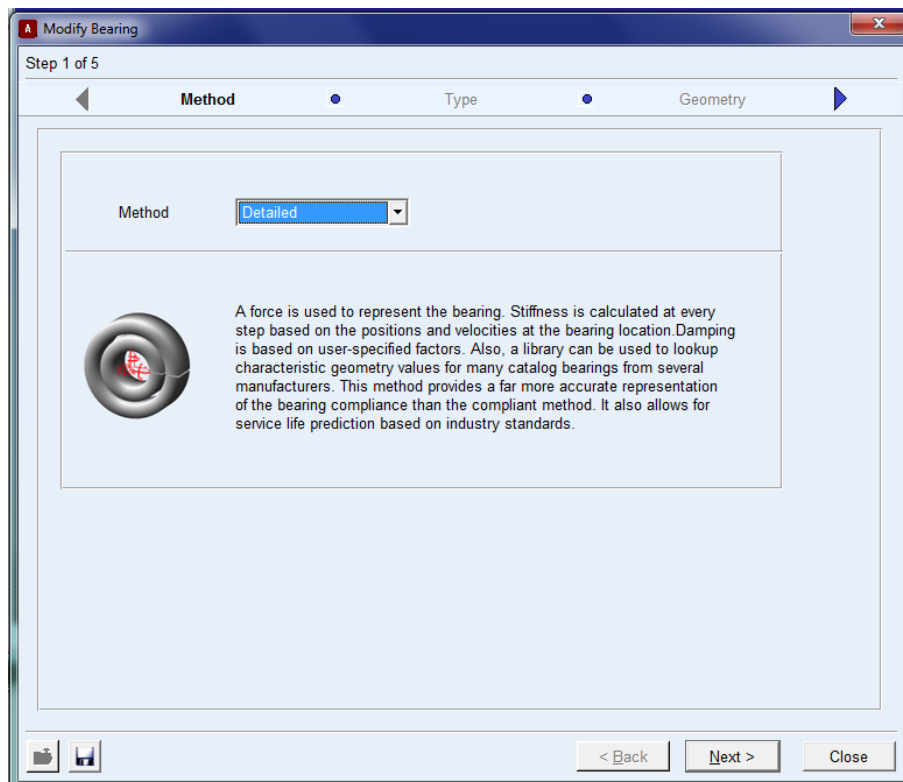 A Modify Bearing
Step 1 of 5
Method Type Geometry
Method Detailed
A force is used to represent the bearing. Stiffness is calculated at every
step based on the positions and velocities at the bearing location.Damping
is based on user-specified factors. Also, a library can be used to lookup
characteristic geometry values for many catalog bearings from several
manufacturers. This method provides a far more accurate representation
of the bearing compliance than the compliant method. It also allows for
service life prediction based on industry standards.
< Back Next > Close